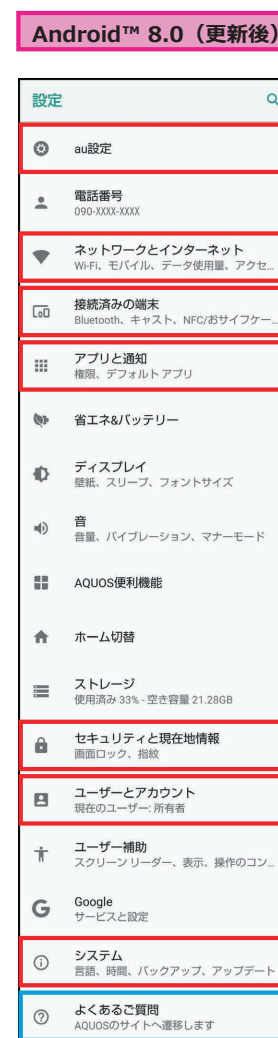 Android™ 8.0（更新後）
設定
au設定
電話番号
090-XXXX-XXXX
ネットワークとインターネット
Wi-Fi、モバイル、データ使用量、アクセ...
接続済みの端末
Bluetooth、キャスト、NFC/おサイフケー...
アプリと通知
権限、デフォルト アプリ
省エネ&バッテリー
ディスプレイ
壁紙、スリープ、フォントサイズ
音
音量、バイブレーション、マナーモード
AQUOS便利機能
ホーム切替
ストレージ
使用済み 33% - 空き容量 21.28GB
セキュリティと現在地情報
画面ロック、指紋
ユーザーとアカウント
現在のユーザー: 所有者
ユーザー補助
スクリーン リーダー、表示、操作のコン...
Google
サービスと設定
システム
言語、時間、バックアップ、アップデート
よくあるご質問
AQUOSのサイトへ遷移します